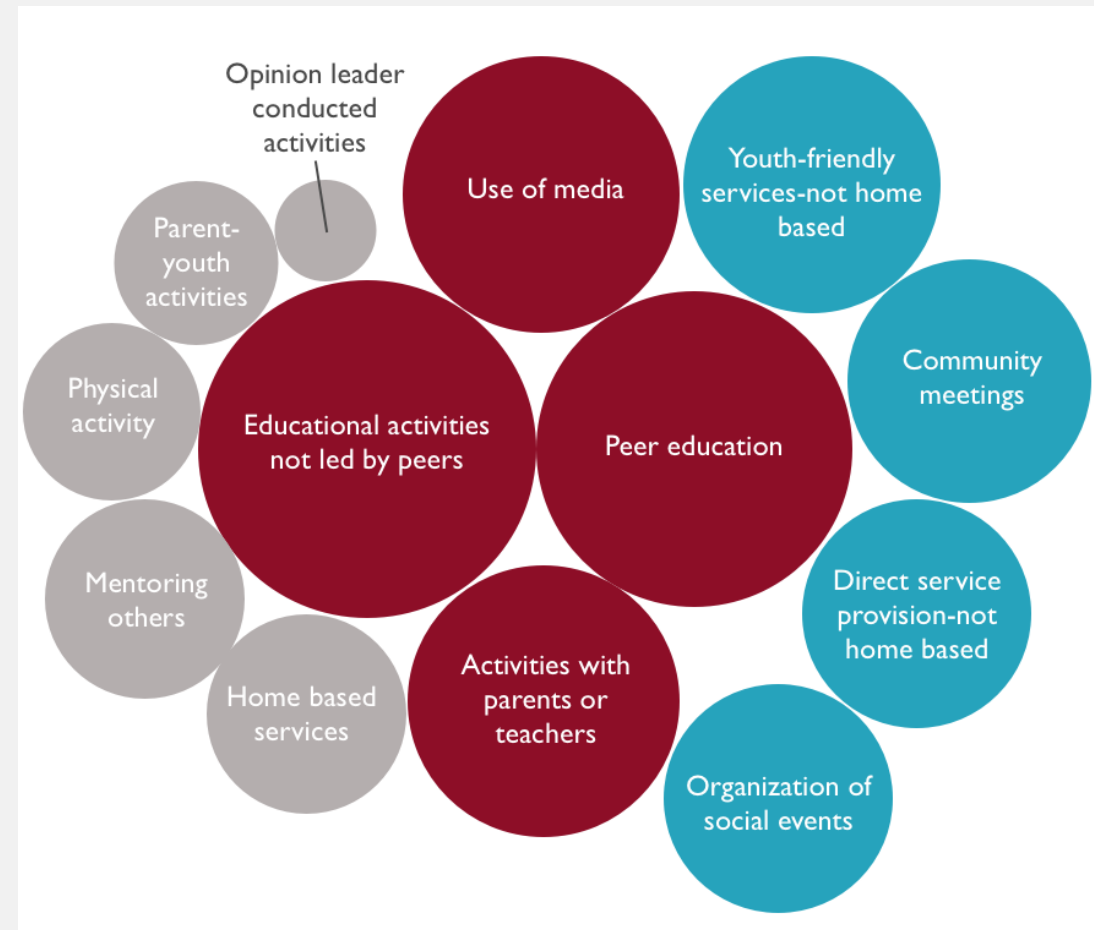 Opinion leader
conducted
activities
Use of media
Youth-friendly
services-not home
based
Parent-
youth
activities
Community
meetings
Physical
activity
Educational activities
not led by peers
Peer education
Mentoring
others
Direct service
provision-not
home based
Home based
services
Activities with
parents or
teachers
Organization of
social events